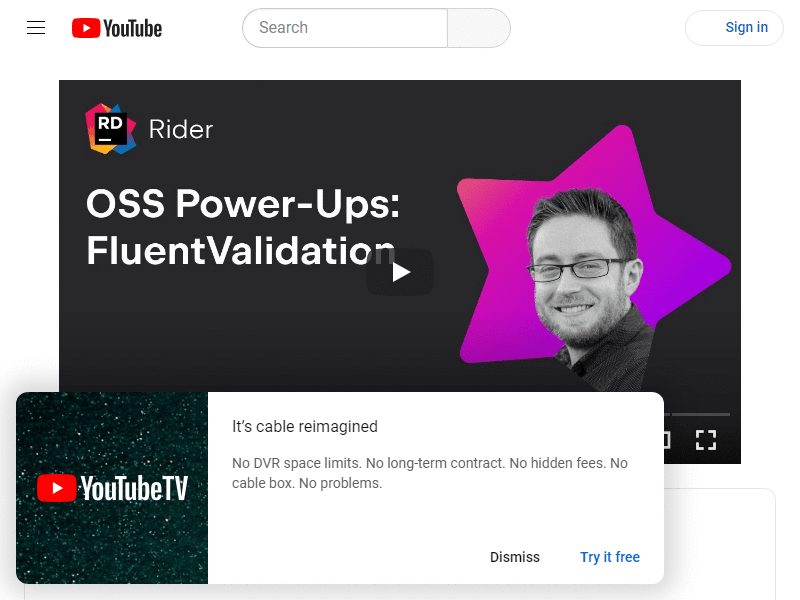 YouTube
Search
Sign in
RD
Rider
OSS Power-Ups:
FluentValidation
YouTubeTV
It's cable reimagined
No DVR space limits. No long-term contract. No hidden fees. No
cable box. No problems.
Dismiss
Try it free